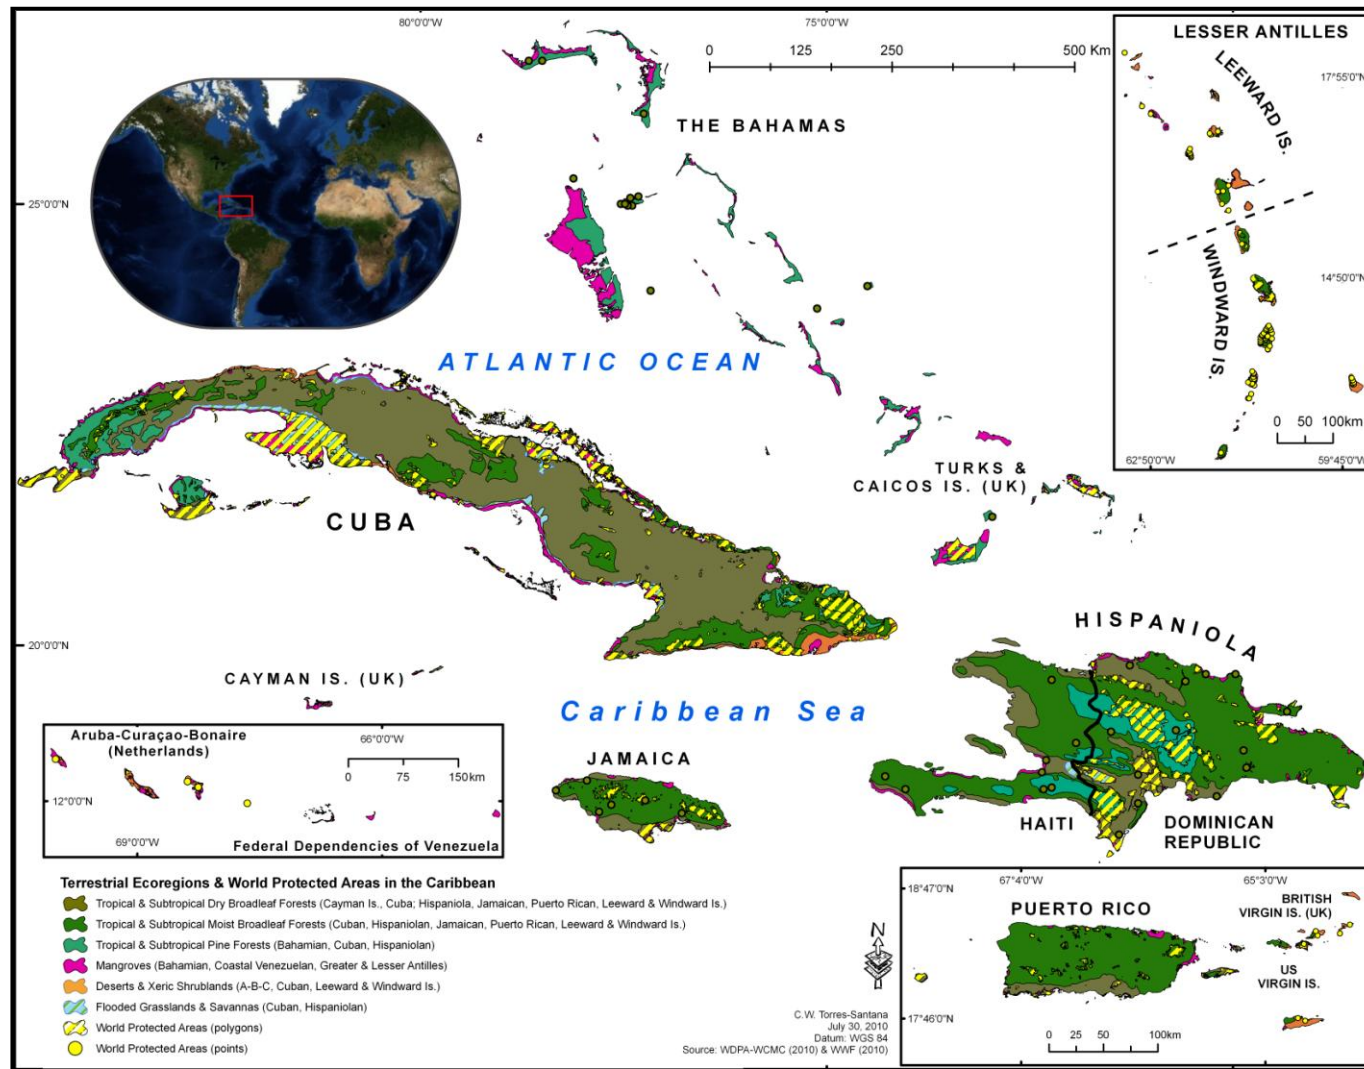 80°0'0"W
75°0'0"W
0 125 250 500 Km
LESSER ANTILLES
LEEWARD IS.
17°55'0"N
THE BAHAMAS
25°0'0"N
WINDWARD IS.
14°50'0"N
ATLANTIC OCEAN
0 50 100km
62°50'0"W
59°45'0"W
TURKS &
CAICOS IS. (UK)
CUBA
HISPANIOLA
20°0'0"N
CAYMAN IS. (UK)
Caribbean Sea
Aruba-Curaçao-Bonaire
(Netherlands)
66°0'0"W
0 75 150km
12°0'0"N
69°0'0"W
Federal Dependencies of Venezuela
JAMAICA
HAITI
DOMINICAN
REPUBLIC
Terrestrial Ecoregions & World Protected Areas in the Caribbean
Tropical & Subtropical Dry Broadleaf Forests (Cayman Is., Cuba; Hispaniola, Jamaican, Puerto Rican, Leeward & Windward Is.)
Tropical & Subtropical Moist Broadleaf Forests (Cuban, Hispaniolan, Jamaican, Puerto Rican, Leeward & Windward Is.)
Tropical & Subtropical Pine Forests (Bahamian, Cuban, Hispaniolan)
Mangroves (Bahamian, Coastal Venezuelan, Greater & Lesser Antilles)
Deserts & Xeric Shrublands (A-B-C, Cuban, Leeward & Windward Is.)
Flooded Grasslands & Savannas (Cuban, Hispaniolan)
World Protected Areas (polygons)
World Protected Areas (points)
N
C.W. Torres-Santana
July 30, 2010
Datum: WGS 84
Source: WDPA-WCMC (2010) & WWF (2010)
67°4'0"W
65°3'0"W
18°47'0"N
PUERTO RICO
BRITISH
VIRGIN IS. (UK)
US
VIRGIN IS.
17°46'0"N
0 25 50 100km